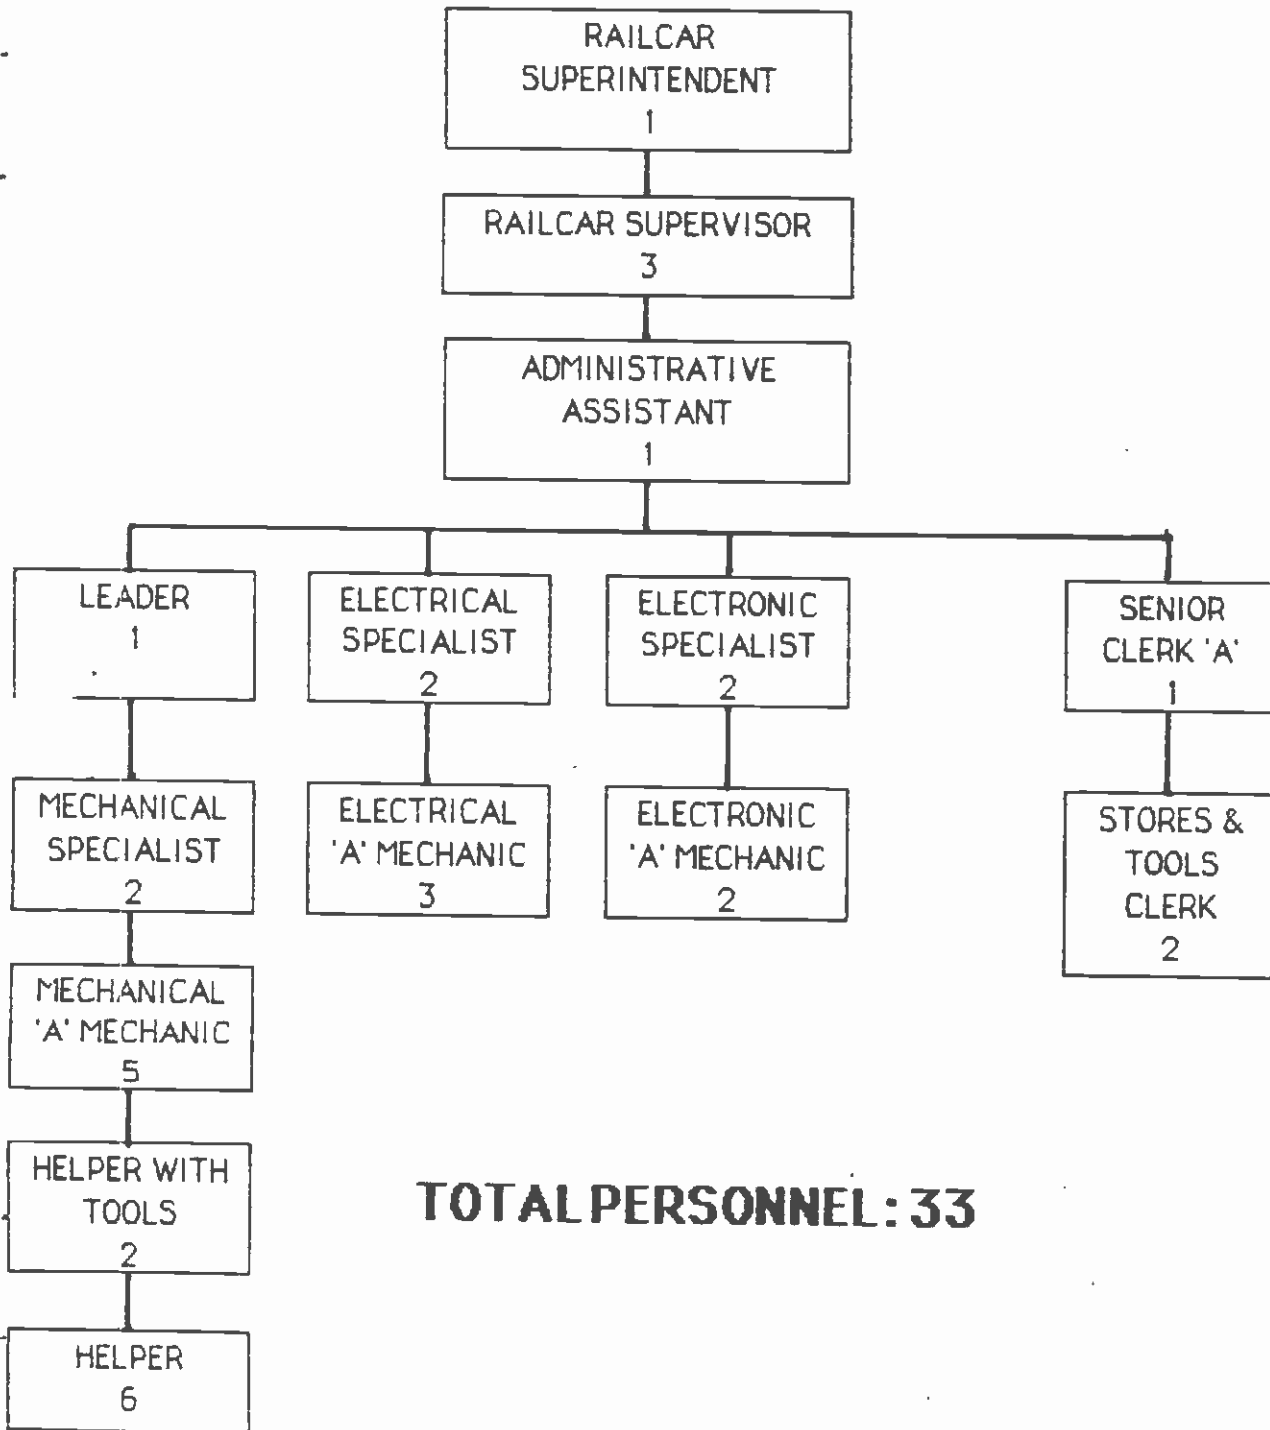 RAILCAR
SUPERINTENDENT
1
RAILCAR SUPERVISOR
3
ADMINISTRATIVE
ASSISTANT
1
LEADER
1
ELECTRICAL
SPECIALIST
2
ELECTRONIC
SPECIALIST
2
SENIOR
CLERK 'A'
1
MECHANICAL
SPECIALIST
2
ELECTRICAL
'A' MECHANIC
3
ELECTRONIC
'A' MECHANIC
2
STORES &
TOOLS
CLERK
2
MECHANICAL
'A' MECHANIC
5
HELPER WITH
TOOLS
2
HELPER
6
TOTAL PERSONNEL: 33